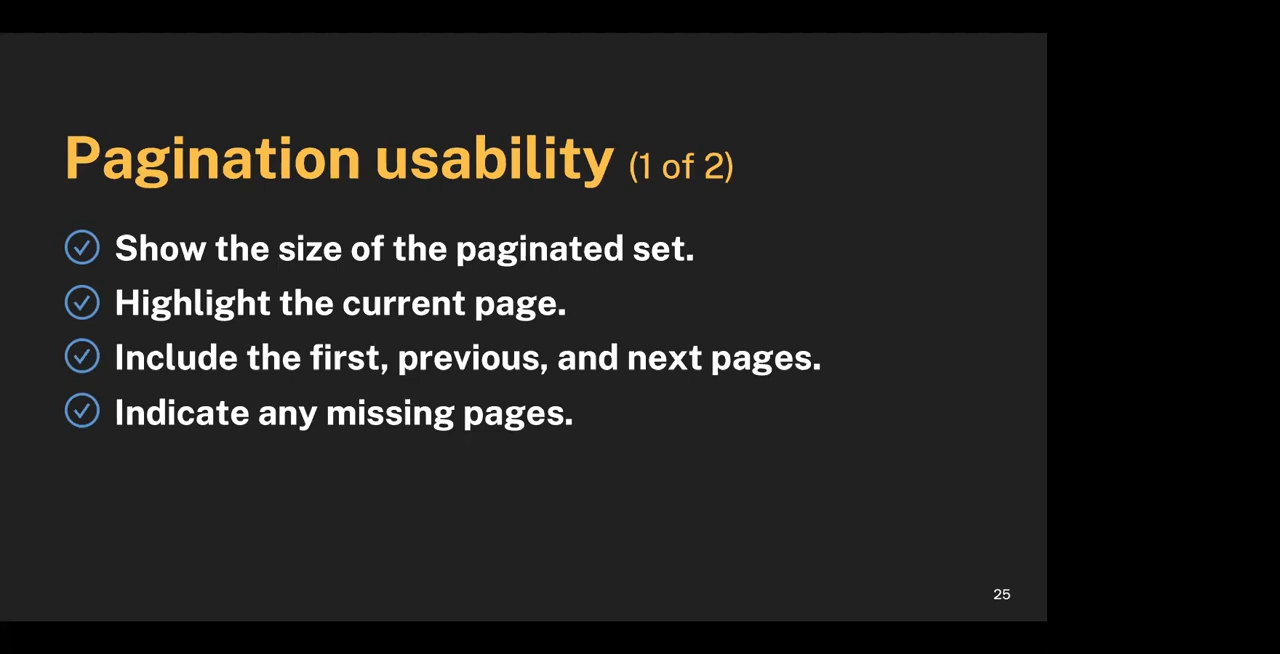 Pagination usability (1 of 2)
Show the size of the paginated set.
Highlight the current page.
Include the first, previous, and next pages.
Indicate any missing pages.
25